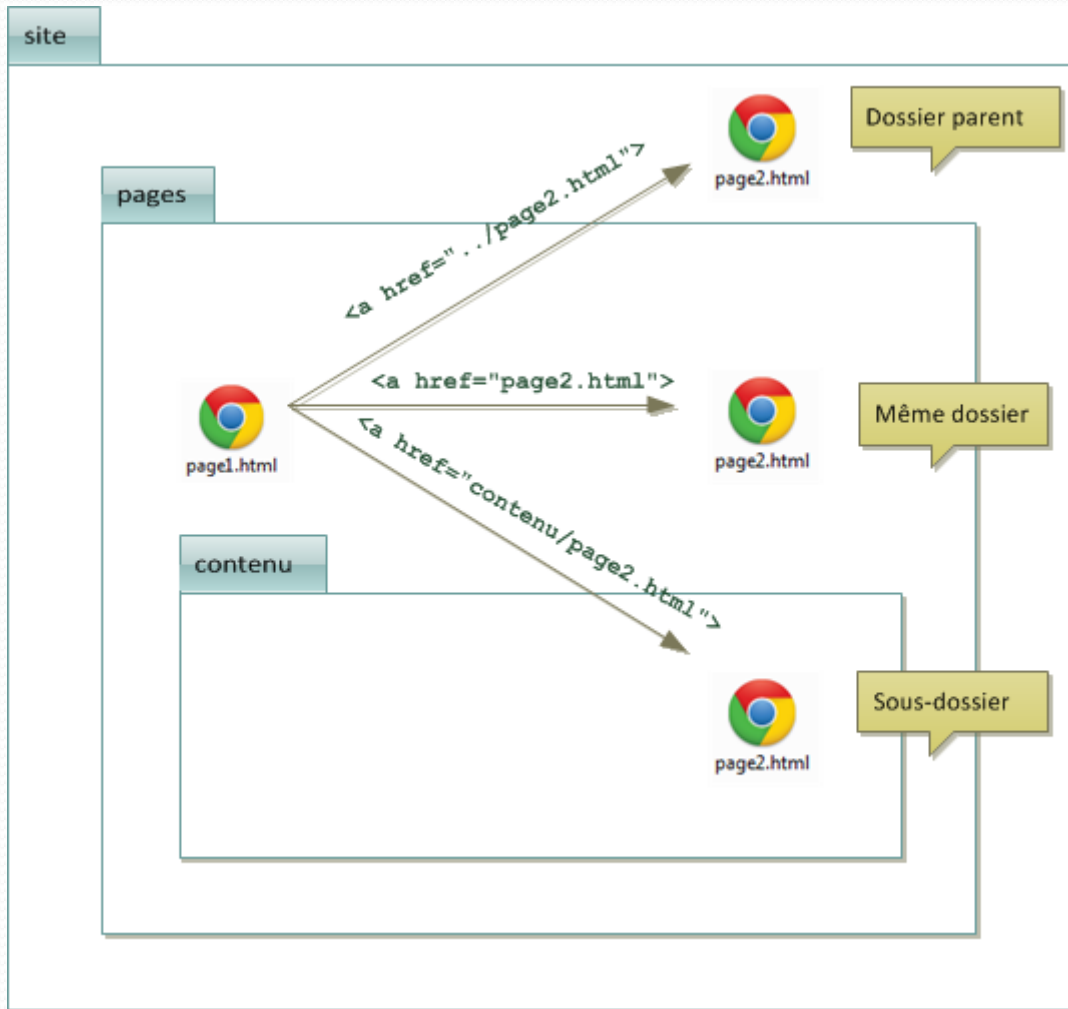 site
page2.html
Dossier parent
pages
<a href="../page2.html">
page1.html
<a href="page2.html">
page2.html
Même dossier
<a href="contenu/page2.html">
contenu
page2.html
Sous-dossier